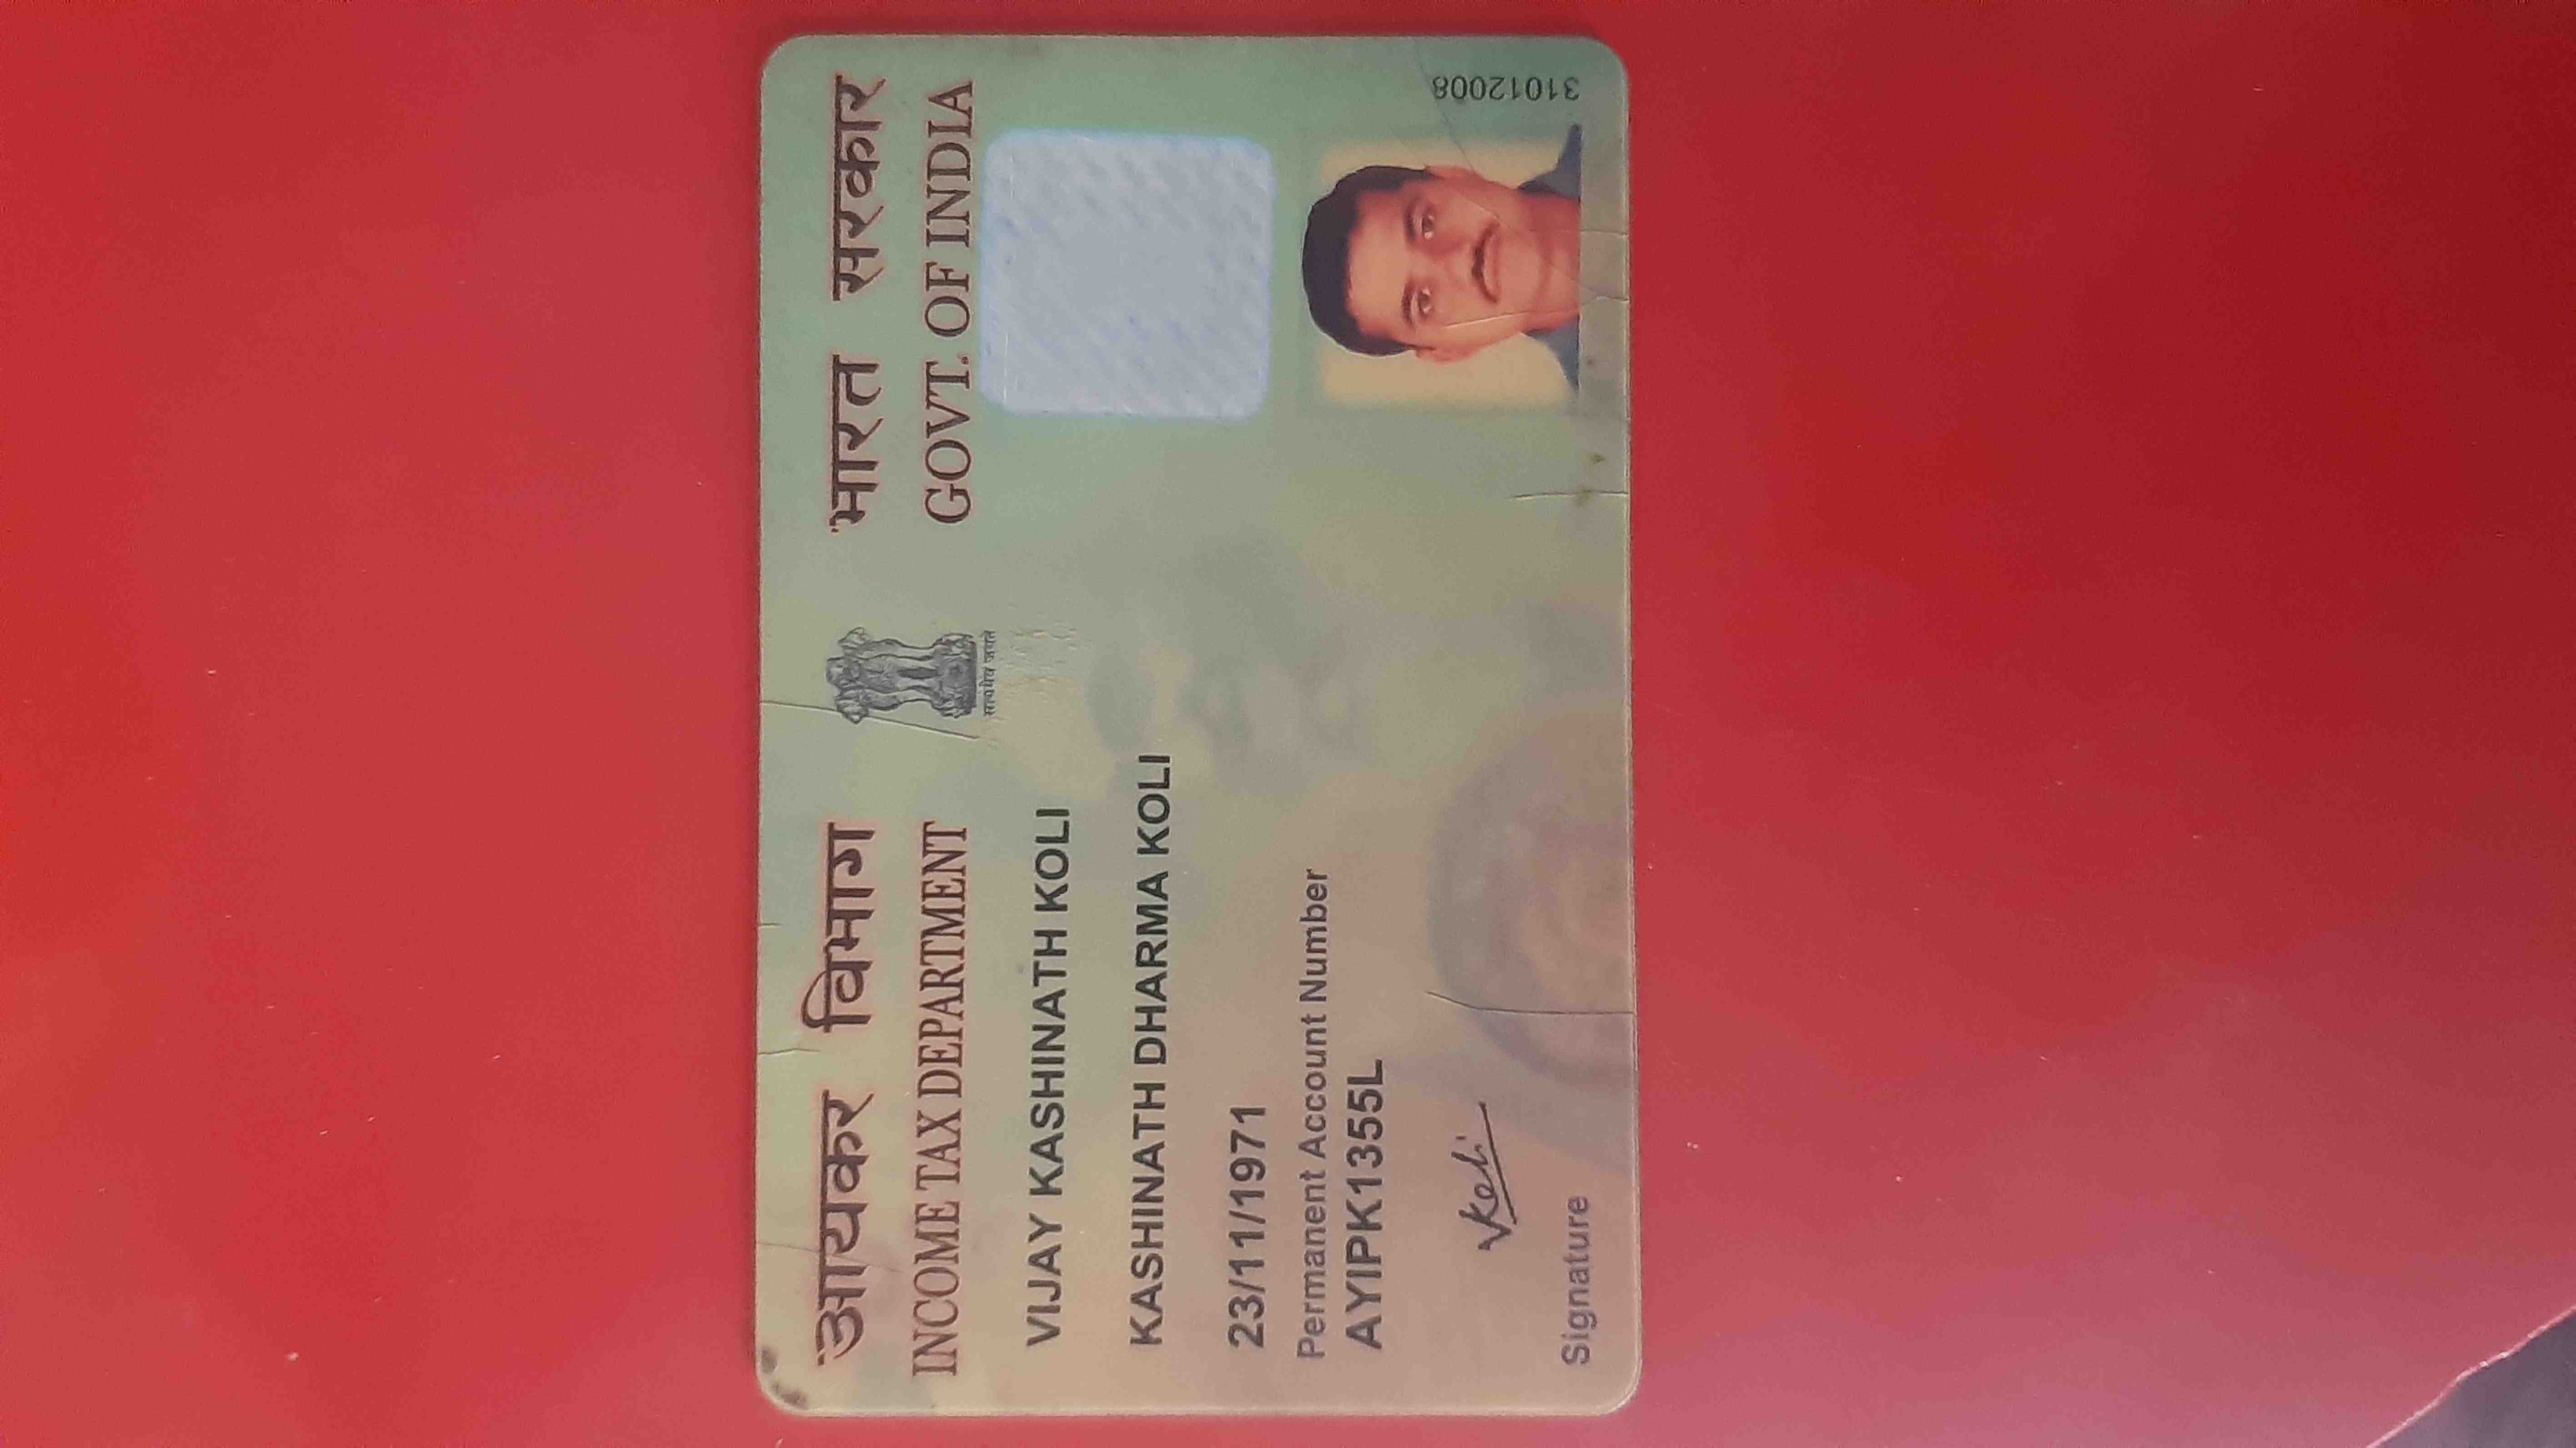 आयकर विभाग
INCOME TAX DEPARTMENT
सत्यमेव जयते
भारत सरकार
GOVT. OF INDIA
VIJAY KASHINATH KOLI
KASHINATH DHARMA KOLI
23/11/1971
Permanent Account Number
AYIPK1355L
VKoli
Signature
31012008